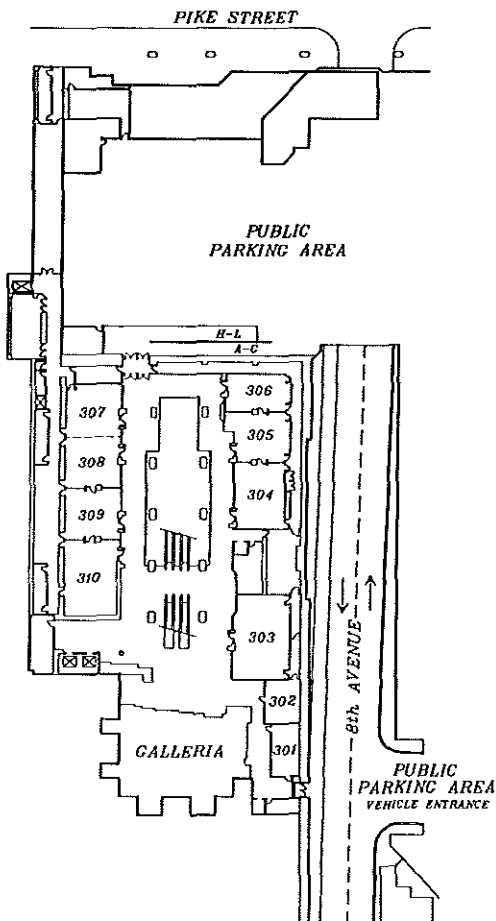 PIKE STREET
PUBLIC
PARKING AREA
H-L
A-G
306
307
305
308
304
309
310
303
8th AVENUE
302
301
GALLERIA
PUBLIC
PARKING AREA
VEHICLE ENTRANCE